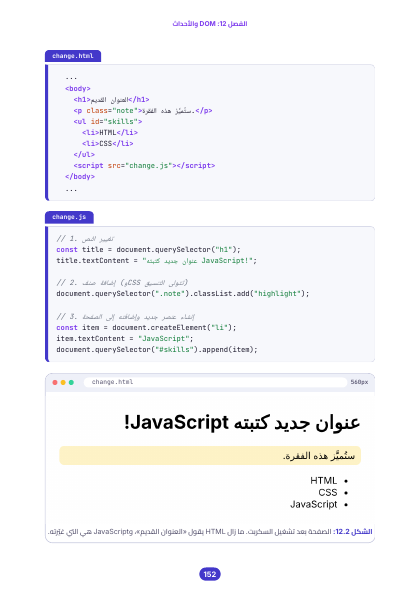 الفصل 12: DOM والأحداث
change.html
...
<body>
<h1>العنوان القديم</h1>
<p class="note">ستُميَّز هذه الفقرة.</p>
<ul id="skills">
<li>HTML</li>
<li>CSS</li>
</ul>
<script src="change.js"></script>
</body>
...
change.js
// 1. تغيير النص
const title = document.querySelector("h1");
title.textContent = "عنوان جديد كتبته JavaScript!";
// 2. إضافة صنف (وCSS تتولى التنسيق)
document.querySelector(".note").classList.add("highlight");
// 3. إنشاء عنصر جديد وإضافته إلى الصفحة
const item = document.createElement("li");
item.textContent = "JavaScript";
document.querySelector("#skills").append(item);
change.html
560px
عنوان جديد كتبته JavaScript!
ستُميَّز هذه الفقرة.
• HTML
• CSS
• JavaScript
الشكل 12.2: الصفحة بعد تشغيل السكربت. ما زال HTML يقول «العنوان القديم»، وJavaScript هي التي غيّرته.
152